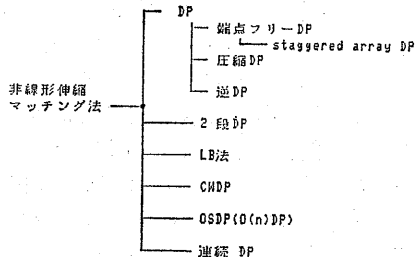 DP
端点フリーDP
staggered array DP
圧縮DP
逆DP
非線形伸縮
マッチング法
2 段DP
LB法
CWDP
OSDP(O(n)DP)
連続 DP